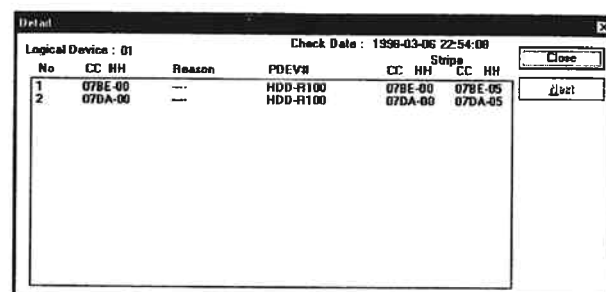 Detail
Logical Device : 01 Check Date : 1998-03-06 22:54:08
Stripe
No CC HH Reason PDEV# CC HH CC HH
1 07BE-00 ---- HDD-R100 07BE-00 07BE-05
2 07DA-00 ---- HDD-R100 07DA-00 07DA-05
Close
Next